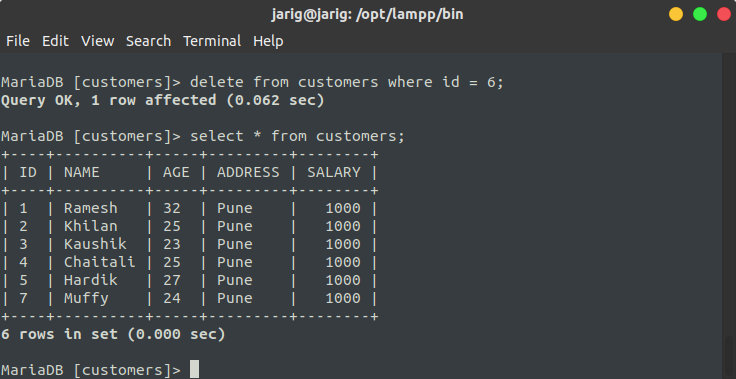 jarig@jarig: /opt/lampp/bin
File Edit View Search Terminal Help
MariaDB [customers]> delete from customers where id = 6;
Query OK, 1 row affected (0.062 sec)
MariaDB [customers]> select * from customers;
+----+----------+-----+---------+--------+
| ID | NAME     | AGE | ADDRESS | SALARY |
+----+----------+-----+---------+--------+
| 1  | Ramesh   | 32  | Pune    |   1000 |
| 2  | Khilan   | 25  | Pune    |   1000 |
| 3  | Kaushik  | 23  | Pune    |   1000 |
| 4  | Chaitali | 25  | Pune    |   1000 |
| 5  | Hardik   | 27  | Pune    |   1000 |
| 7  | Muffy    | 24  | Pune    |   1000 |
+----+----------+-----+---------+--------+
6 rows in set (0.000 sec)
MariaDB [customers]>